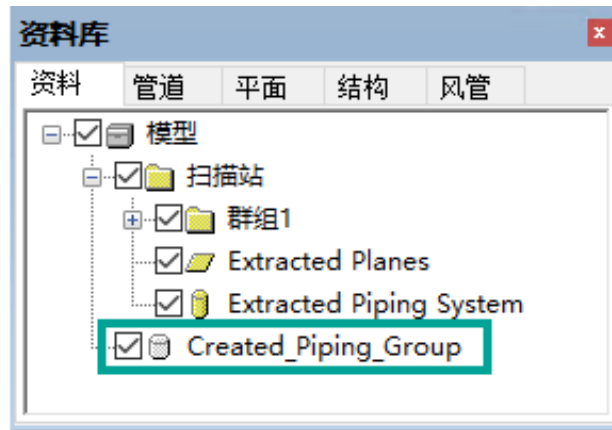 资料库
资料 管道 平面 结构 风管
模型
扫描站
群组1
Extracted Planes
Extracted Piping System
Created_Piping_Group